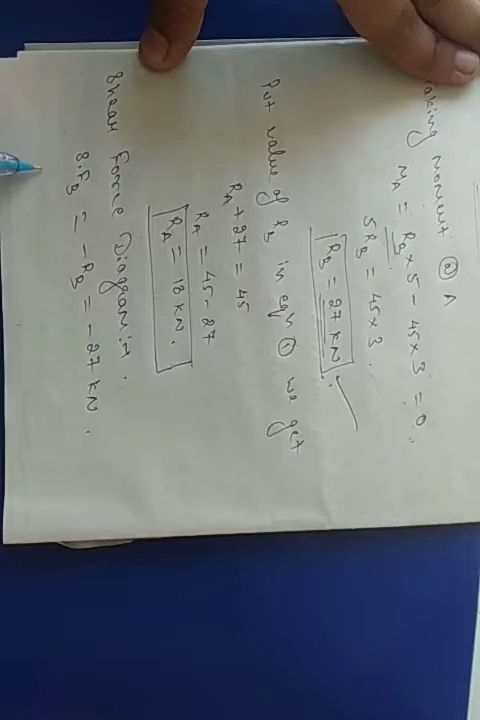 Taking moment @ A
MA = RB × 5 - 45 × 3 = 0.
5RB = 45 × 3.
RB = 27 KN.
Put value of RB in eqn ① we get
RA + 27 = 45
RA = 45 - 27
RA = 18 KN.
Shear Force Diagram:-
S.FB = - RB = - 27 KN.